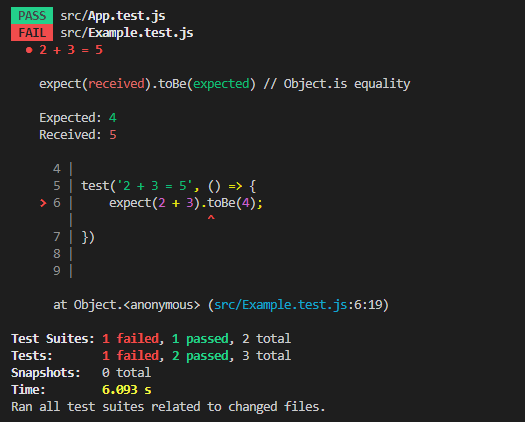 PASS src/App.test.js
FAIL src/Example.test.js
● 2 + 3 = 5
expect(received).toBe(expected) // Object.is equality
Expected: 4
Received: 5
4 |
5 | test('2 + 3 = 5', () => {
> 6 |     expect(2 + 3).toBe(4);
|                   ^
7 | })
8 |
9 |
at Object.<anonymous> (src/Example.test.js:6:19)
Test Suites: 1 failed, 1 passed, 2 total
Tests:       1 failed, 2 passed, 3 total
Snapshots:   0 total
Time:        6.093 s
Ran all test suites related to changed files.